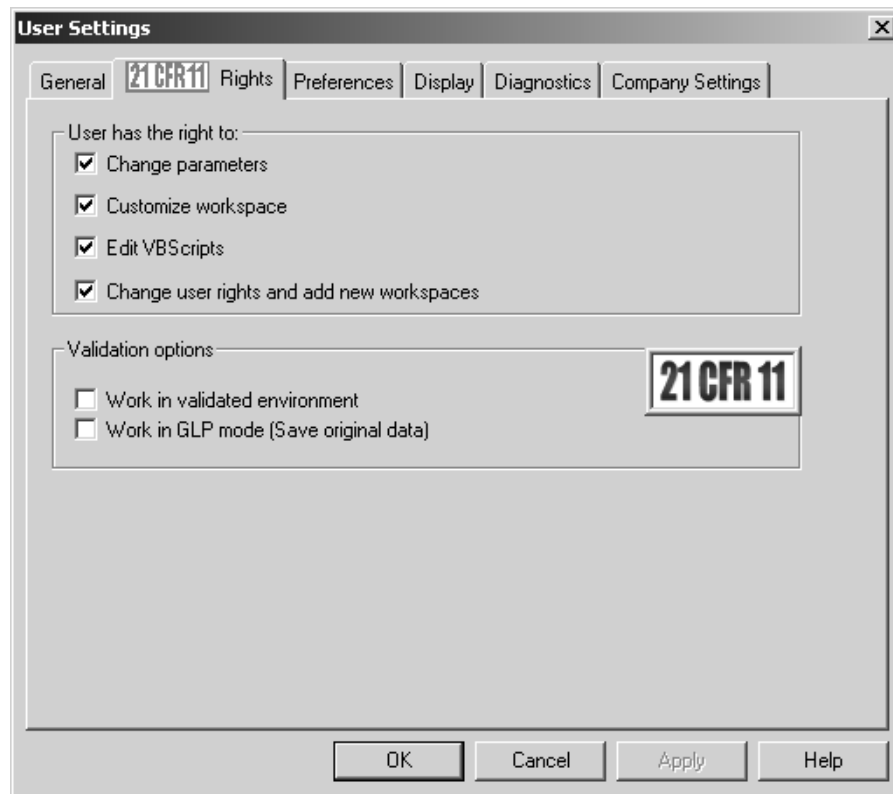 User Settings
General 21 CFR 11 Rights Preferences Display Diagnostics Company Settings
User has the right to:
Change parameters
Customize workspace
Edit VBScripts
Change user rights and add new workspaces
Validation options
21 CFR 11
Work in validated environment
Work in GLP mode (Save original data)
OK Cancel Apply Help